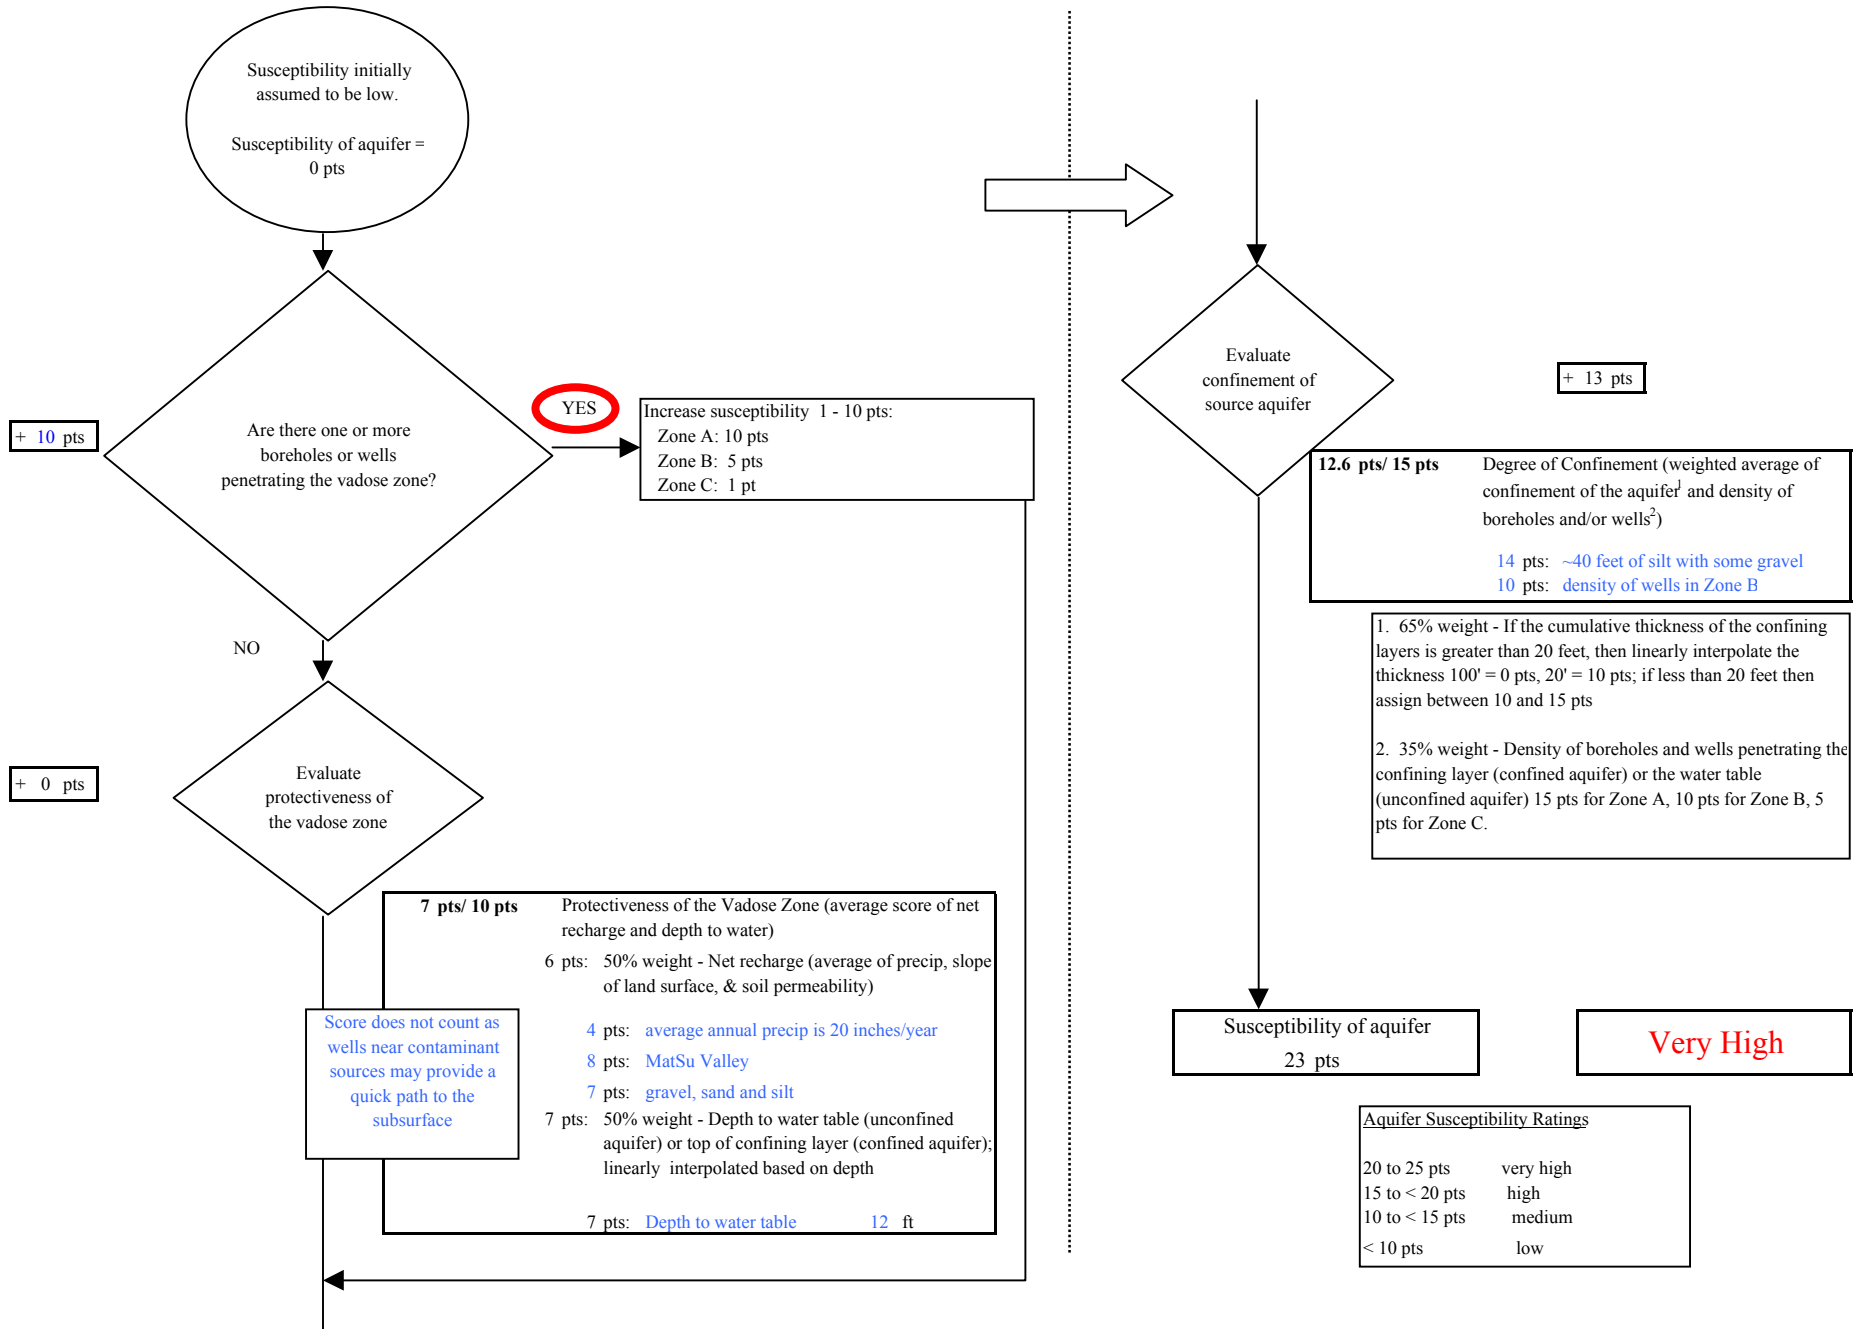 Susceptibility initially
assumed to be low.
Susceptibility of aquifer =
0 pts
+ 10 pts
Are there one or more
boreholes or wells
penetrating the vadose zone?
YES
Increase susceptibility 1 - 10 pts:
Zone A: 10 pts
Zone B: 5 pts
Zone C: 1 pt
NO
+ 0 pts
Evaluate
protectiveness of
the vadose zone
7 pts/ 10 pts Protectiveness of the Vadose Zone (average score of net
recharge and depth to water)
6 pts: 50% weight - Net recharge (average of precip, slope
of land surface, & soil permeability)
4 pts: average annual precip is 20 inches/year
8 pts: MatSu Valley
7 pts: gravel, sand and silt
7 pts: 50% weight - Depth to water table (unconfined
aquifer) or top of confining layer (confined aquifer);
linearly interpolated based on depth
7 pts: Depth to water table 12 ft
Score does not count as
wells near contaminant
sources may provide a
quick path to the
subsurface
Evaluate
confinement of
source aquifer
+ 13 pts
12.6 pts/ 15 pts Degree of Confinement (weighted average of
confinement of the aquifer1 and density of
boreholes and/or wells2)
14 pts: ~40 feet of silt with some gravel
10 pts: density of wells in Zone B
1. 65% weight - If the cumulative thickness of the confining
layers is greater than 20 feet, then linearly interpolate the
thickness 100' = 0 pts, 20' = 10 pts; if less than 20 feet then
assign between 10 and 15 pts
2. 35% weight - Density of boreholes and wells penetrating the
confining layer (confined aquifer) or the water table
(unconfined aquifer) 15 pts for Zone A, 10 pts for Zone B, 5
pts for Zone C.
Susceptibility of aquifer
23 pts
Very High
Aquifer Susceptibility Ratings
20 to 25 pts very high
15 to < 20 pts high
10 to < 15 pts medium
< 10 pts low